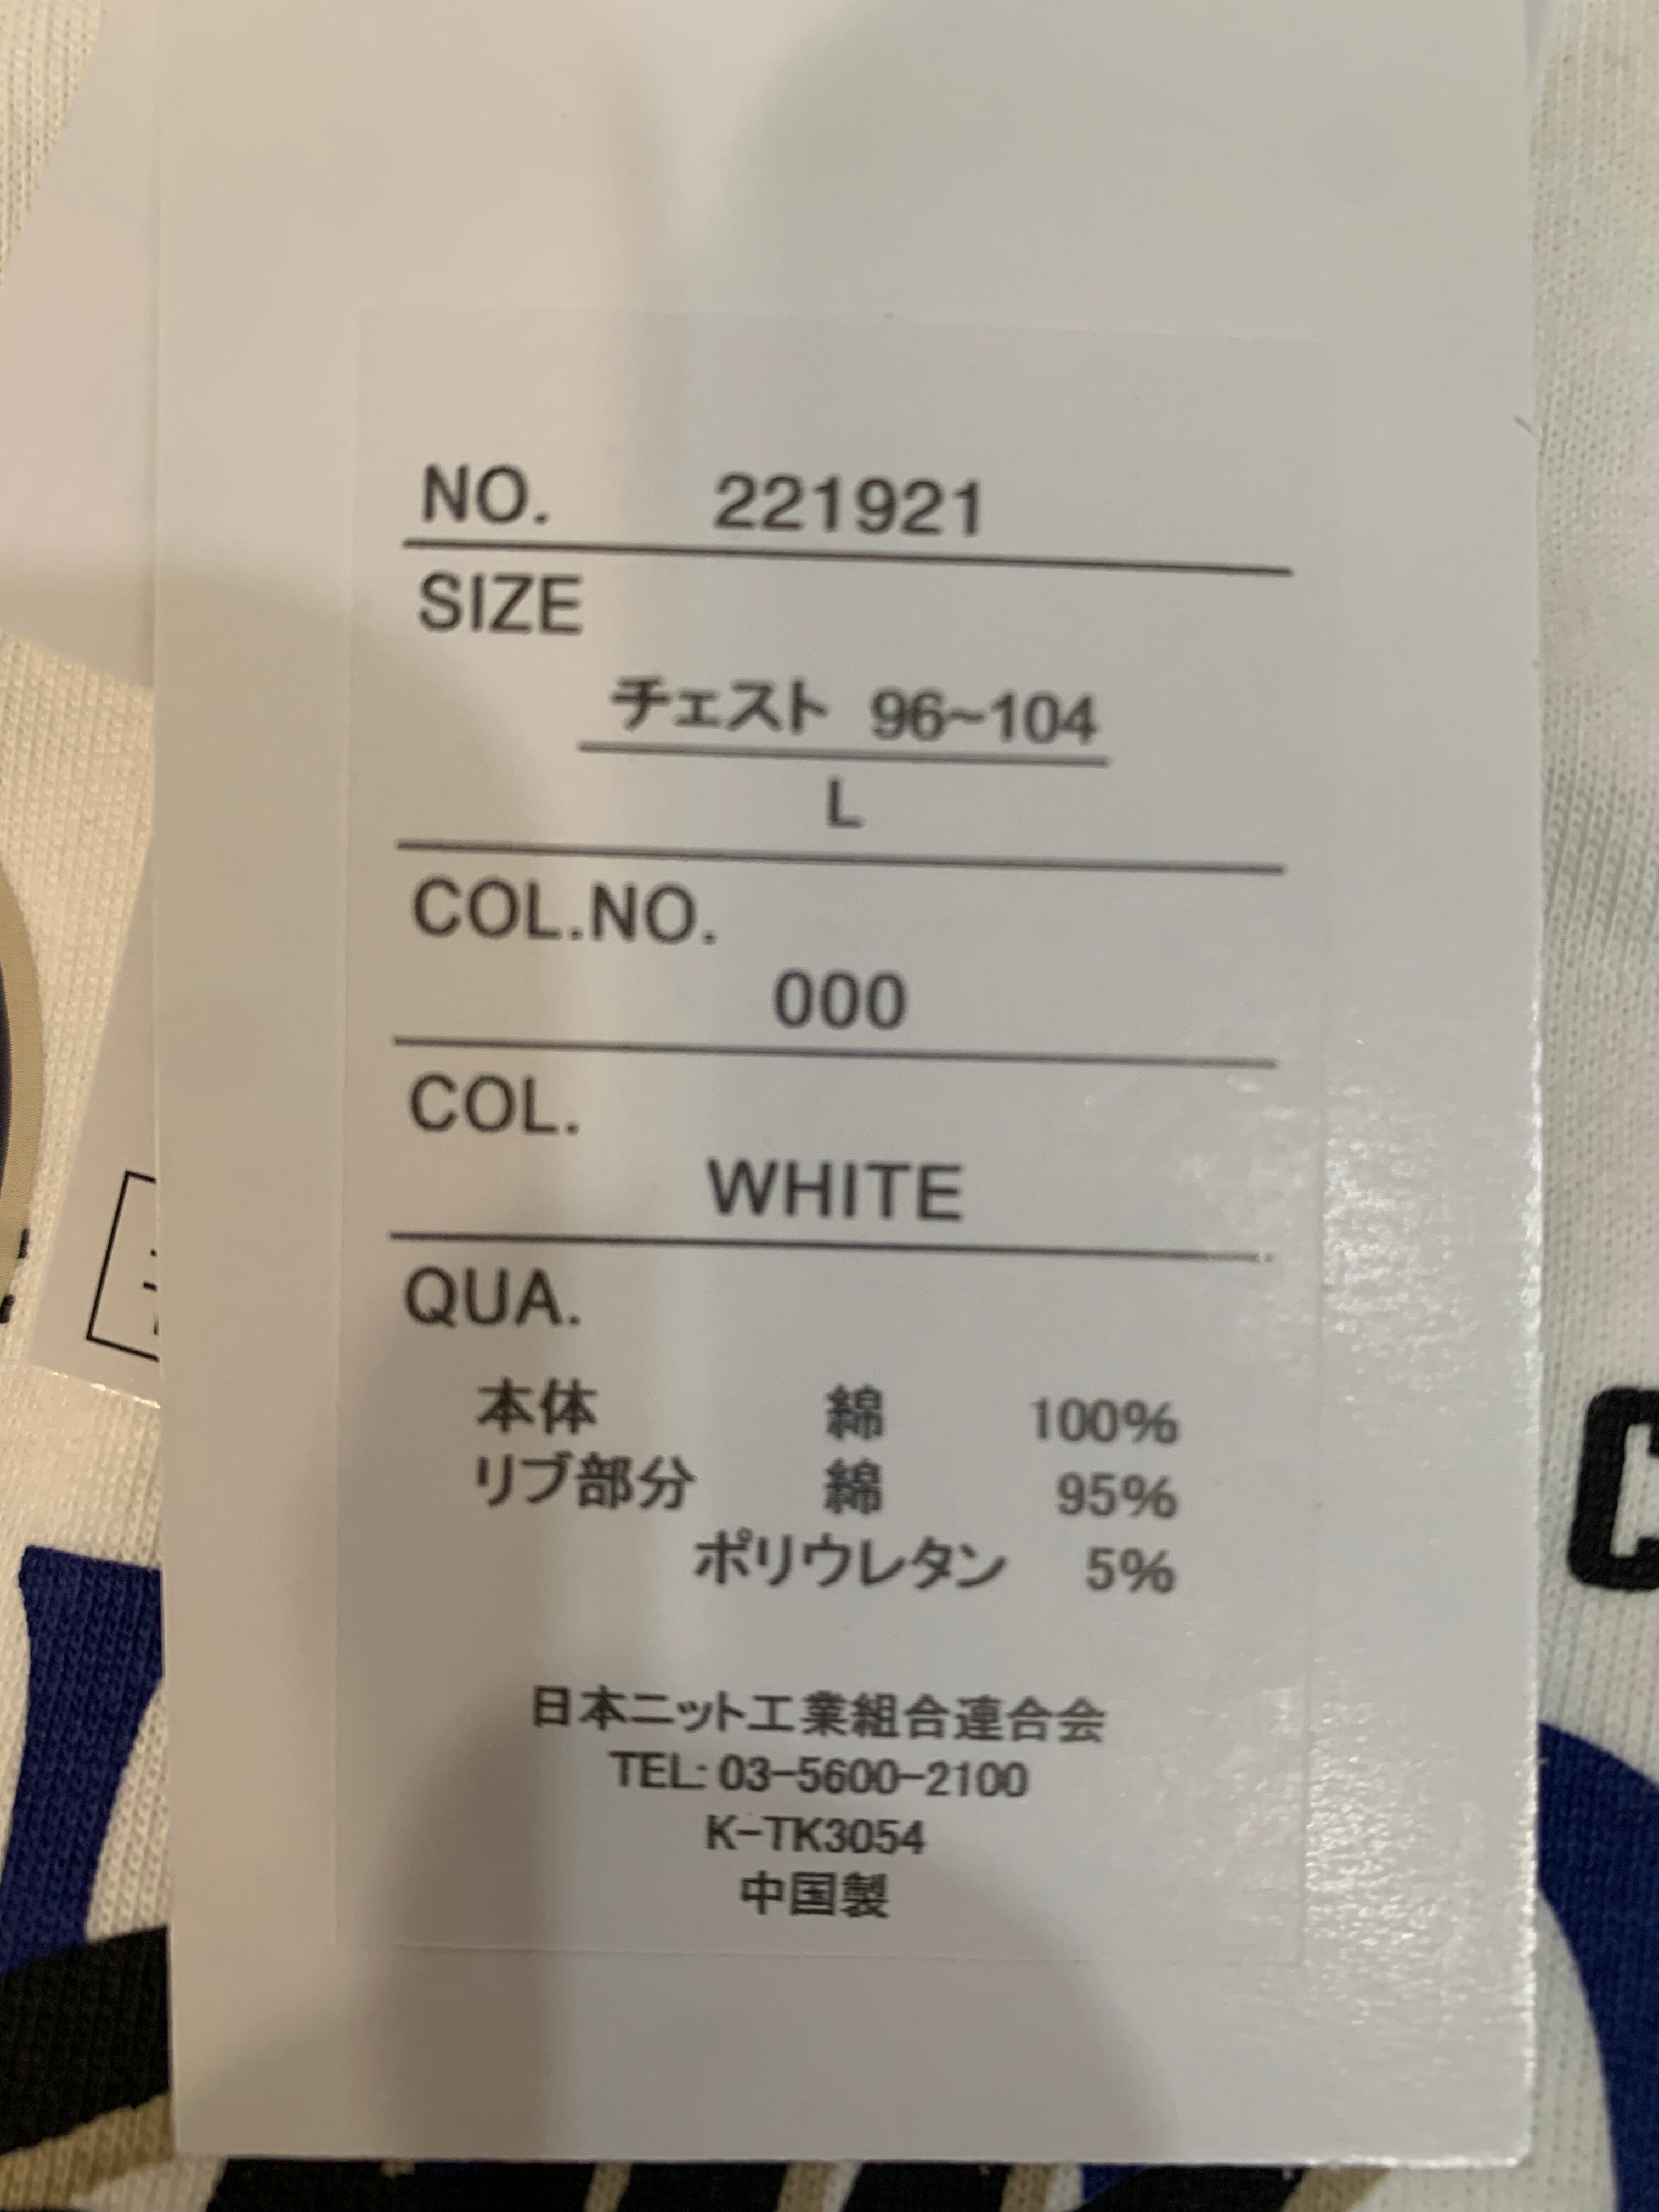 NO. 221921
SIZE
チェスト 96~104
L
COL.NO.
000
COL.
WHITE
QUA.
本体 綿 100%
リブ部分 綿 95%
ポリウレタン 5%
日本ニット工業組合連合会
TEL: 03-5600-2100
K-TK3054
中国製
C